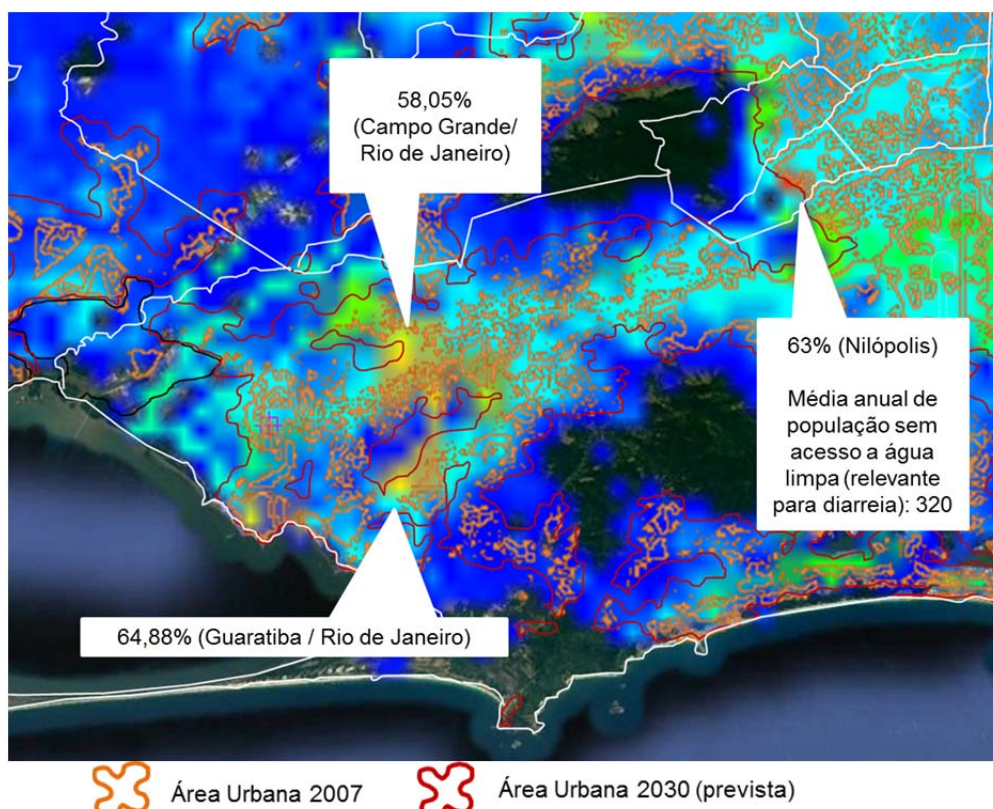 58,05%
(Campo Grande/
Rio de Janeiro)
63% (Nilópolis)
Média anual de
população sem
acesso a água
limpa (relevante
para diarreia): 320
64,88% (Guaratiba / Rio de Janeiro)
Área Urbana 2007
Área Urbana 2030 (prevista)